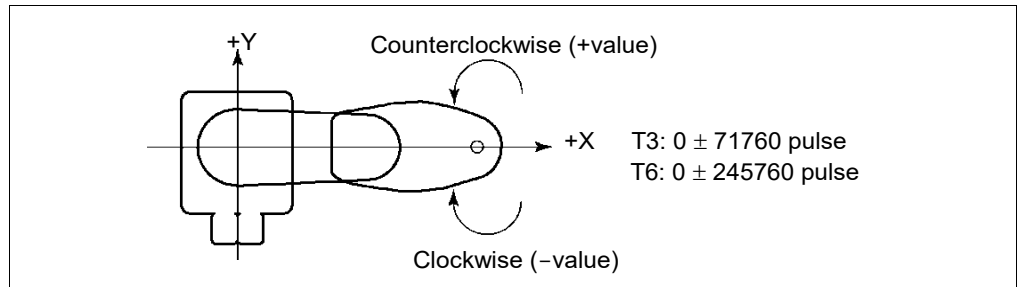 +Y
Counterclockwise (+value)
+X
T3: 0 ± 71760 pulse
T6: 0 ± 245760 pulse
Clockwise (−value)